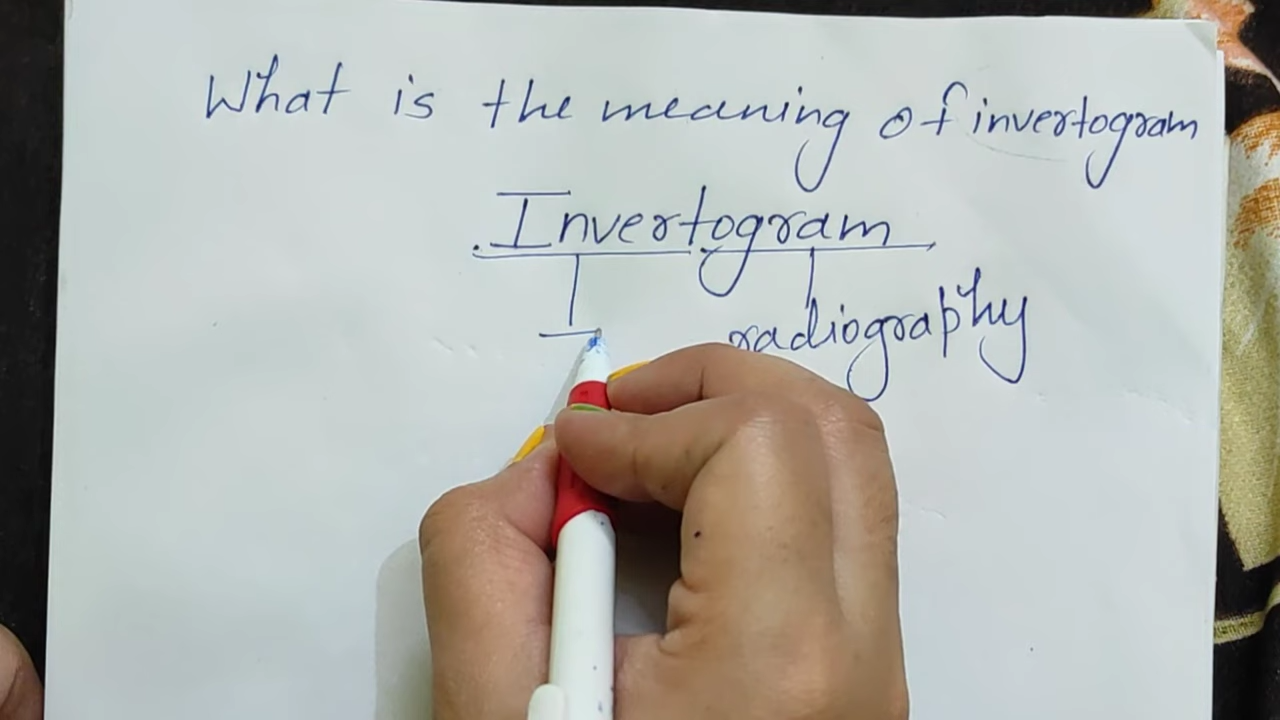 What is the meaning of invertogram
Invertogram
radiography